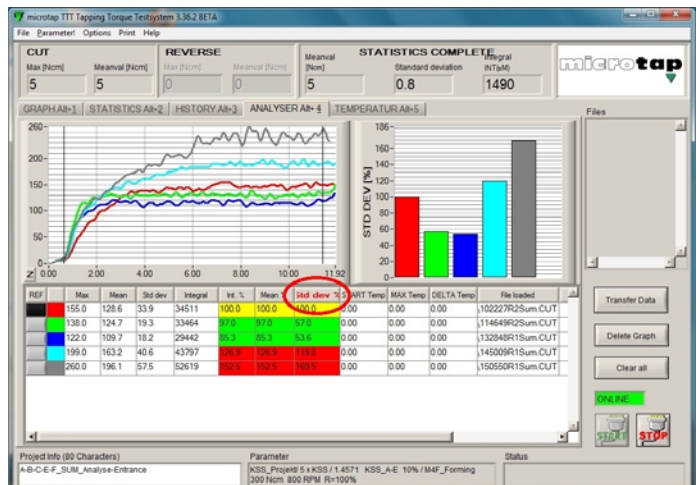 microtap TTT Tapping Torque Testsystem 3.36.2 BETA
File Parameter! Options Print Help
CUT
Max [Ncm] Meanval [Ncm]
5 5
REVERSE
Max [Ncm] Meanval [Ncm]
0 0
STATISTICS COMPLETE
Meanval [Ncm] Standard deviation Integral INT(aM)
5 0.8 1490
microtap
GRAPH Alt+1 STATISTICS Alt+2 HISTORY Alt+3 ANALYSER Alt+4 TEMPERATUR Alt+5
Files
260-
200-
150-
100-
50-
0-
Z 0.00 2.00 4.00 6.00 8.00 10.00 11.92
STD DEV [%]
186-
160-
140-
120-
100-
80-
60-
40-
20-
0-
REF Max Mean Std dev Integral Int. % Mean % Std dev % START Temp MAX Temp DELTA Temp File loaded
155.0 128.6 33.9 34511 100.0 100.0 100.0 0.00 0.00 0.00 \102227R2Sum.CUT
138.0 124.7 19.3 33464 97.0 97.0 57.0 0.00 0.00 0.00 \114649R2Sum.CUT
122.0 109.7 18.2 29442 85.3 85.3 53.6 0.00 0.00 0.00 \132848R1Sum.CUT
199.0 163.2 40.6 43797 126.9 126.9 119.8 0.00 0.00 0.00 \145009R1Sum.CUT
260.0 196.1 57.5 52619 152.5 152.5 169.5 0.00 0.00 0.00 \150550R1Sum.CUT
Transfer Data
Delete Graph
Clear all
ONLINE
START STOP
Project Info (80 Characters)
A-B-C-E-F_SUM_Analyse-Entrance
Parameter
KSS_Projekt/ 5 x KSS / 1.4571 KSS_A-E 10% / M4F_Forming
300 Ncm 800 RPM R=100%
Status